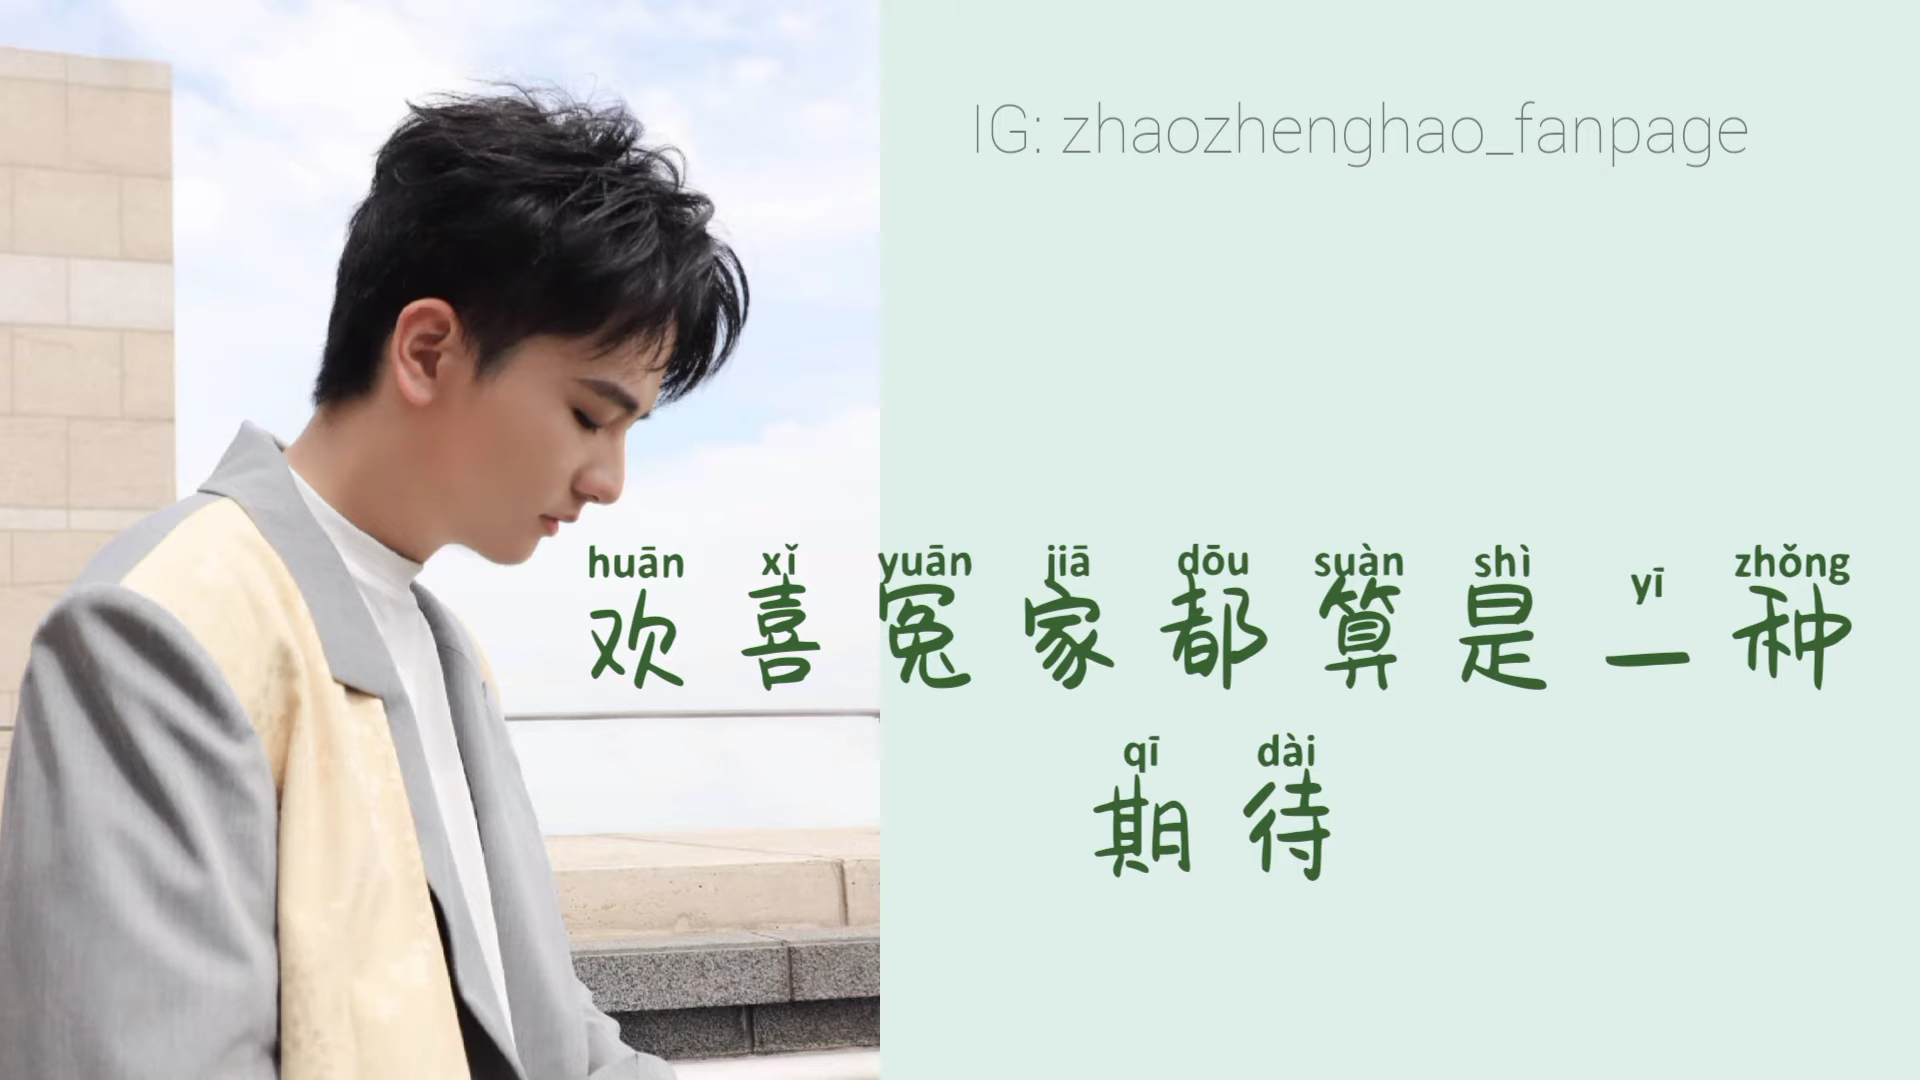 IG: zhaozhenghao_fanpage
huān xǐ yuān jiā dōu suàn shì yī zhǒng
欢喜冤家都算是一种
qī dài
期待